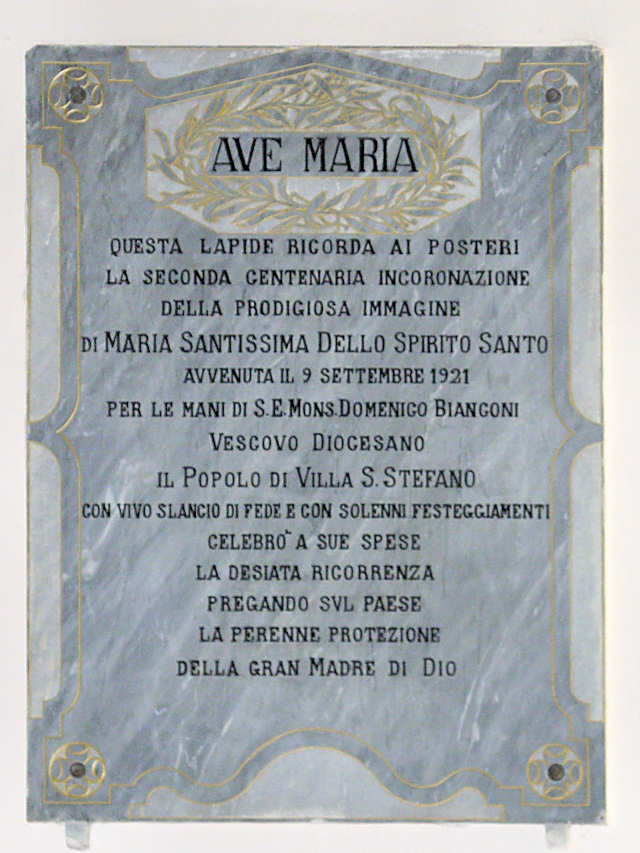 AVE MARIA
QUESTA LAPIDE RICORDA AI POSTERI
LA SECONDA CENTENARIA INCORONAZIONE
DELLA PRODIGIOSA IMMAGINE
DI MARIA SANTISSIMA DELLO SPIRITO SANTO
AVVENUTA IL 9 SETTEMBRE 1921
PER LE MANI DI S.E.MONS.DOMENICO BIANGONI
VESCOVO DIOCESANO
IL POPOLO DI VILLA S. STEFANO
CON VIVO SLANCIO DI FEDE E CON SOLENNI FESTEGGIAMENTI
CELEBRO' A SUE SPESE
LA DESIATA RICORRENZA
PREGANDO SVL PAESE
LA PERENNE PROTEZIONE
DELLA GRAN MADRE DI DIO